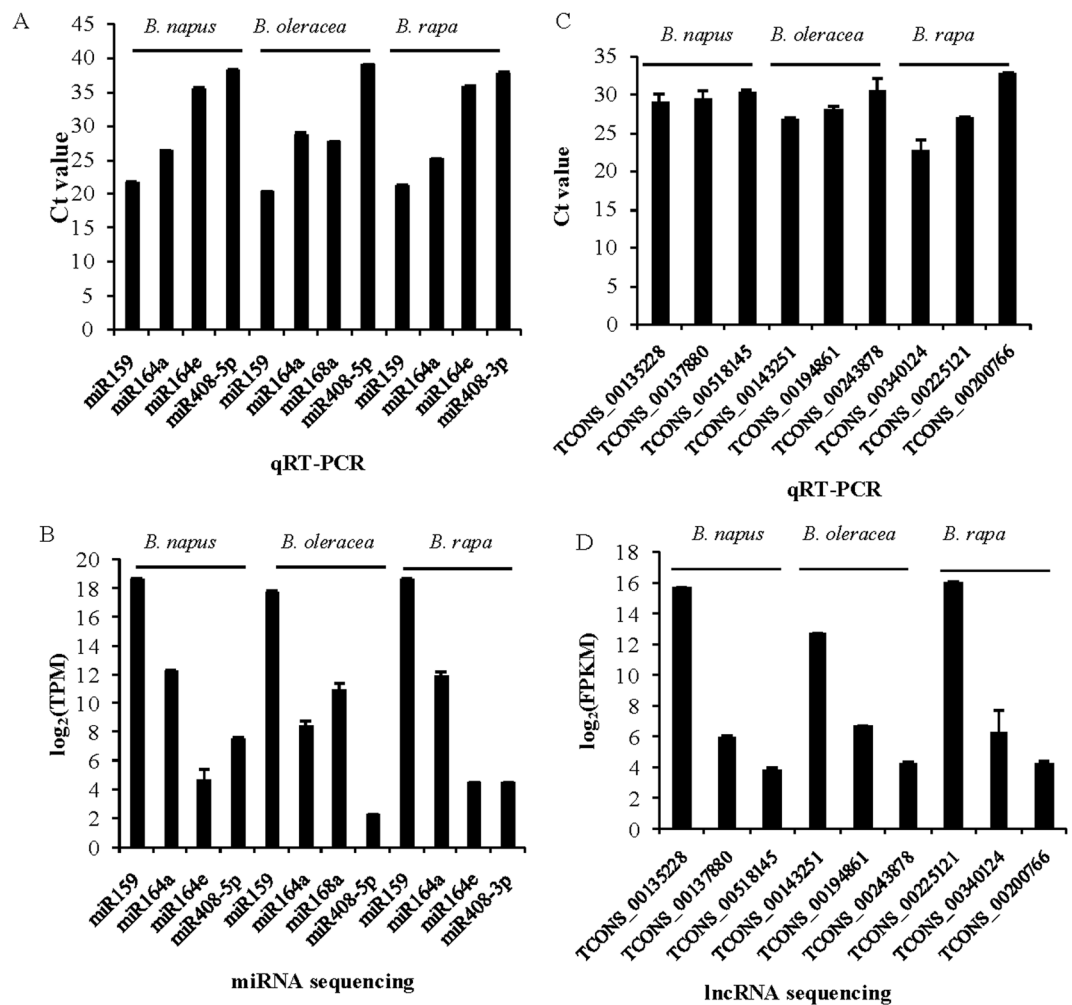 A
B. napus B. oleracea B. rapa
45
40
35
30
25
20
15
10
5
0
Ct value
miR159 miR164a miR164e miR408-5p miR159 miR164a miR168a miR408-5p miR159 miR164a miR164e miR408-3p
qRT-PCR
C
B. napus B. oleracea B. rapa
35
30
25
20
15
10
5
0
Ct value
TCONS_00135228 TCONS_00137880 TCONS_00518145 TCONS_00143251 TCONS_00194861 TCONS_00243878 TCONS_00340124 TCONS_00225121 TCONS_00200766
qRT-PCR
B
B. napus B. oleracea B. rapa
20
18
16
14
12
10
8
6
4
2
0
log2(TPM)
miR159 miR164a miR164e miR408-5p miR159 miR164a miR168a miR408-5p miR159 miR164a miR164e miR408-3p
miRNA sequencing
D
B. napus B. oleracea B. rapa
18
16
14
12
10
8
6
4
2
0
log2(FPKM)
TCONS_00135228 TCONS_00137880 TCONS_00518145 TCONS_00143251 TCONS_00194861 TCONS_00243878 TCONS_00225121 TCONS_00340124 TCONS_00200766
lncRNA sequencing